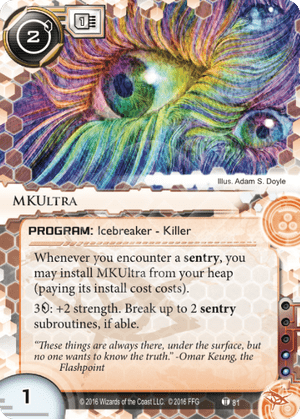 2
1
Illus. Adam S. Doyle
MKUltra
PROGRAM: Icebreaker - Killer
Whenever you encounter a sentry, you
may install MKUltra from your heap
(paying its install cost costs).
3: +2 strength. Break up to 2 sentry
subroutines, if able.
“These things are always there, under the surface, but
no one wants to know the truth.” -Omar Keung, the
Flashpoint
1
© 2016 Wizards of the Coast LLC. © 2016 FFG
81